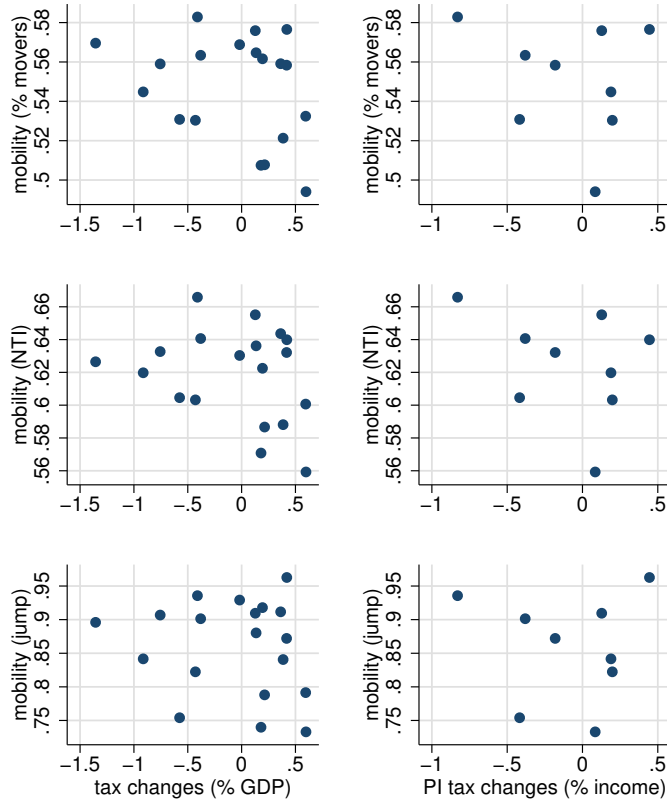 mobility (% movers)
.5 .52 .54 .56 .58
−1.5 −1 −.5 0 .5
mobility (% movers)
.5 .52 .54 .56 .58
−1 −.5 0 .5
mobility (NTI)
.56 .58 .6 .62 .64 .66
−1.5 −1 −.5 0 .5
mobility (NTI)
.56 .58 .6 .62 .64 .66
−1 −.5 0 .5
mobility (jump)
.75 .8 .85 .9 .95
−1.5 −1 −.5 0 .5
tax changes (% GDP)
mobility (jump)
.75 .8 .85 .9 .95
−1 −.5 0 .5
PI tax changes (% income)